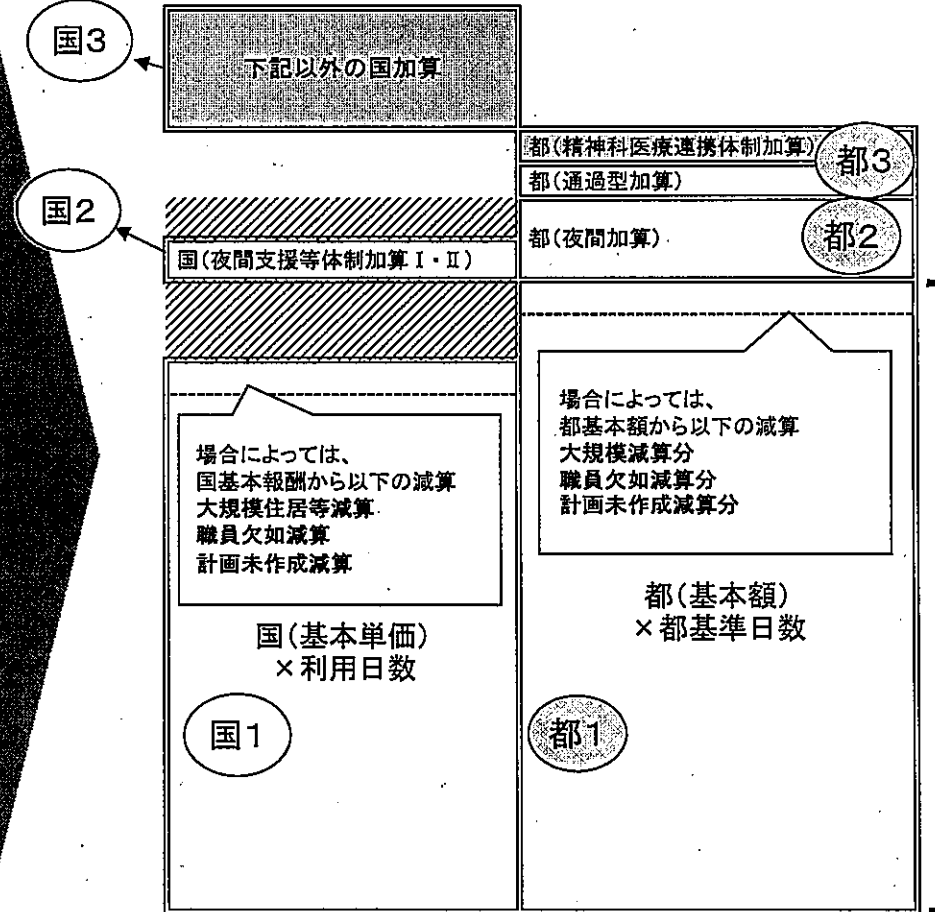 国3
下記以外の国加算
都(精神科医療連携体制加算)
都3
都(通過型加算)
国2
国(夜間支援等体制加算Ⅰ・Ⅱ)
都(夜間加算)
都2
場合によっては、
国基本報酬から以下の減算
大規模住居等減算
職員欠如減算
計画未作成減算
場合によっては、
都基本額から以下の減算
大規模減算分
職員欠如減算分
計画未作成減算分
国(基本単価)
×利用日数
都(基本額)
×都基準日数
国1
都1